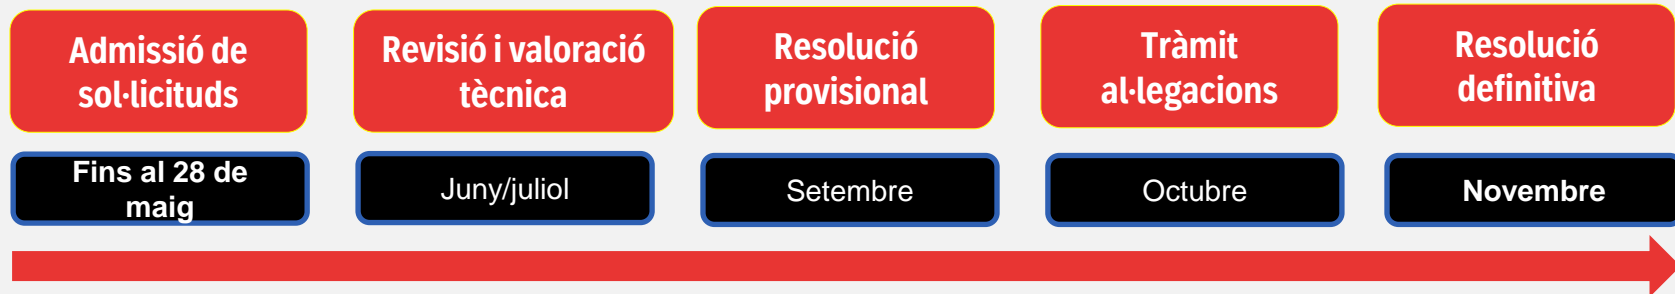 Admissió de
sol·licituds
Revisió i valoració
tècnica
Resolució
provisional
Tràmit
al·legacions
Resolució
definitiva
Fins al 28 de
maig
Juny/juliol
Setembre
Octubre
Novembre